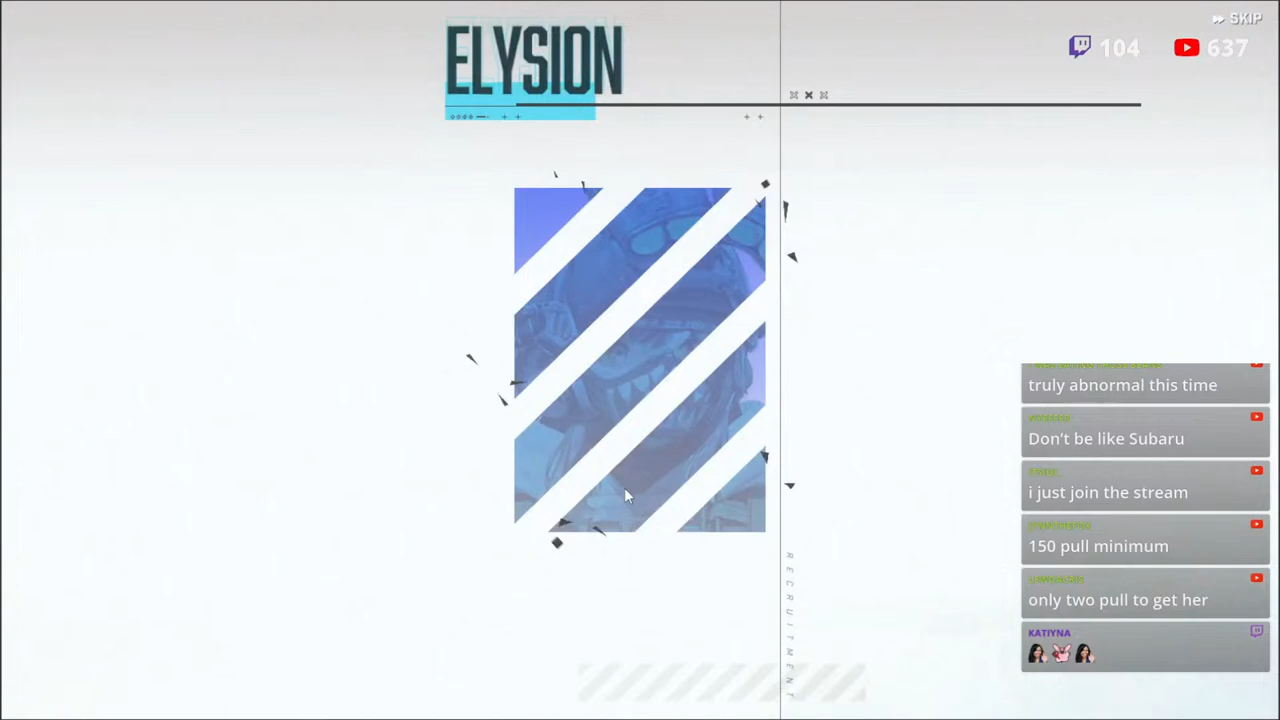 ELYSION
SKIP
104
637
RECRUITMENT
truly abnormal this time
Don't be like Subaru
i just join the stream
150 pull minimum
only two pull to get her
KATIYNA